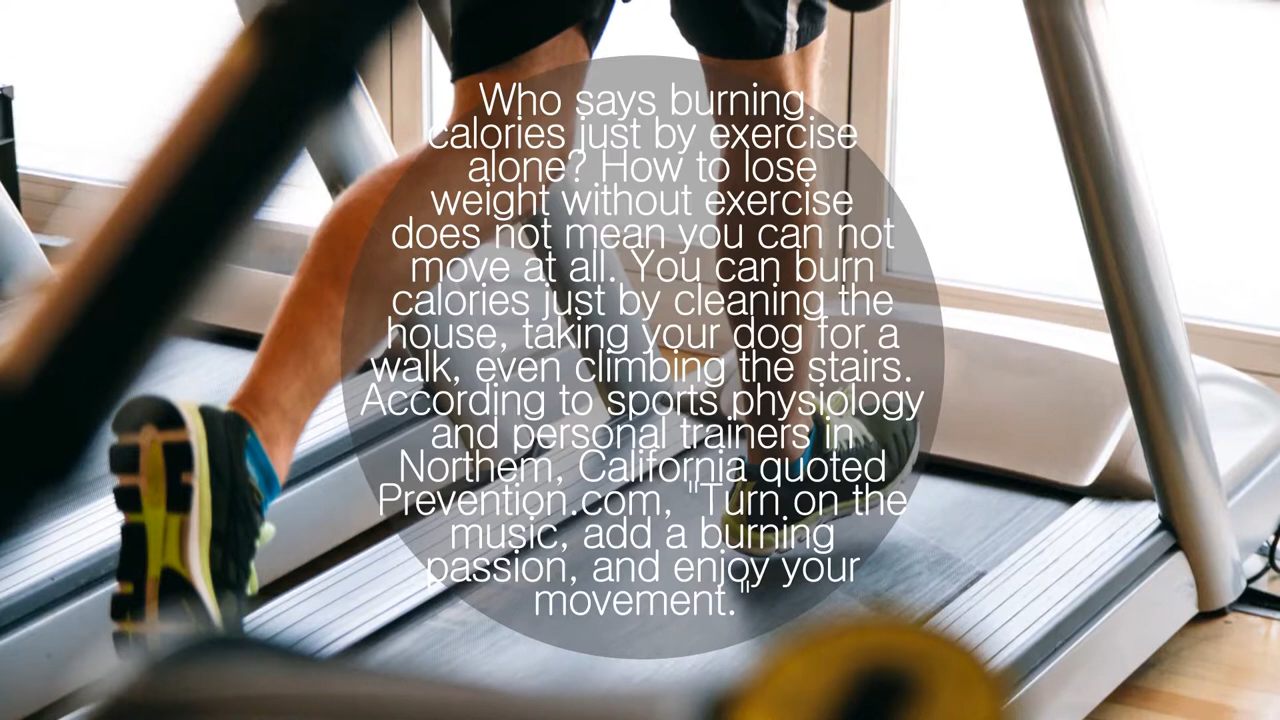 Who says burning
calories just by exercise
alone? How to lose
weight without exercise
does not mean you can not
move at all. You can burn
calories just by cleaning the
house, taking your dog for a
walk, even climbing the stairs.
According to sports physiology
and personal trainers in
Northem, California quoted
Prevention.com, "Turn on the
music, add a burning
passion, and enjoy your
movement."